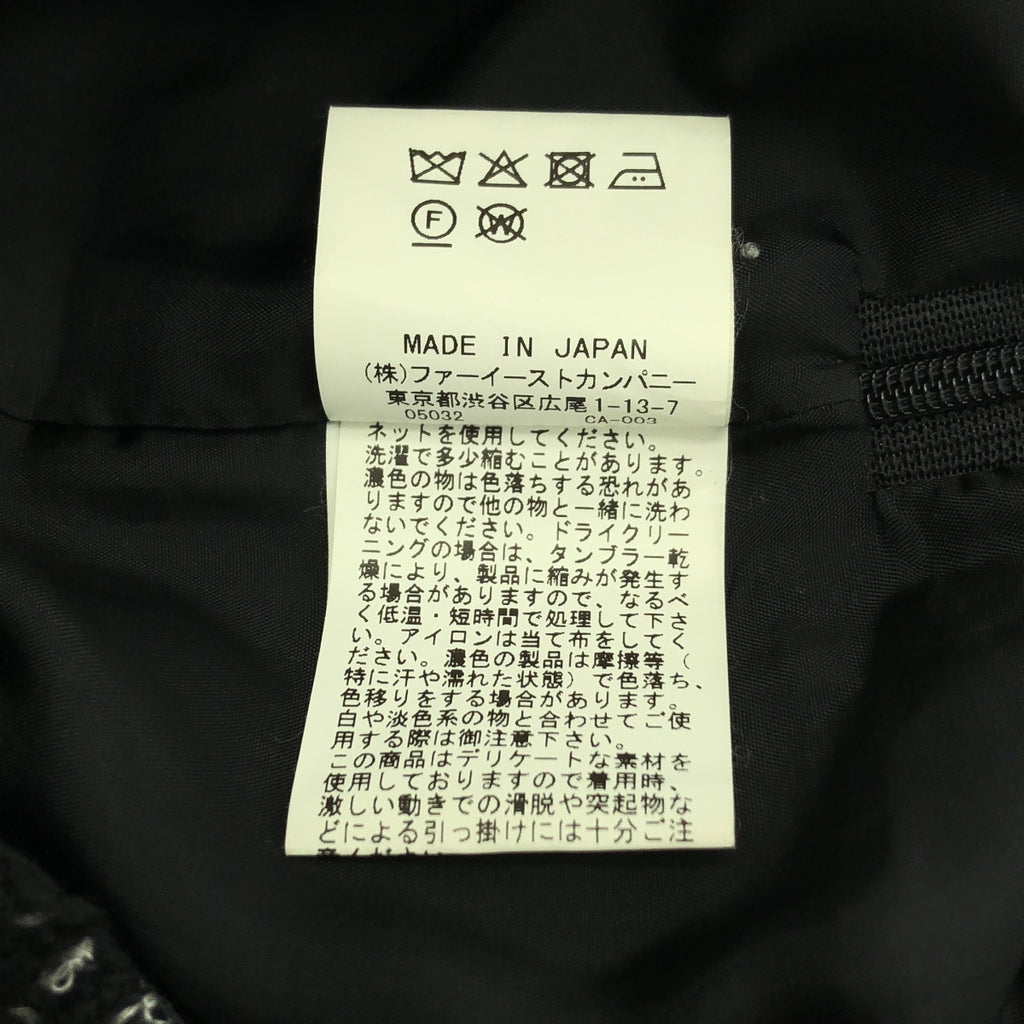 F
W
MADE IN JAPAN
(株)ファーイーストカンパニー
東京都渋谷区広尾1-13-7
05032 CA-003
ネットを使用してください。
洗濯で多少縮むことがあります。
濃色の物は色落ちする恐れがあ
りますので他の物と一緒に洗わ
ないでください。ドライクリー
ニングの場合は、タンブラー乾
燥により、製品に縮みが発生す
る場合がありますので、なるべ
く低温・短時間で処理して下さ
い。アイロンは当て布をしてく
ださい。濃色の製品は摩擦等(
特に汗や濡れた状態)で色落ち、
色移りをする場合があります。
白や淡色系の物と合わせてご使
用する際は御注意下さい。
この商品はデリケートな素材を
使用しておりますので着用時、
激しい動きでの滑脱や突起物な
どによる引っ掛けには十分ご注